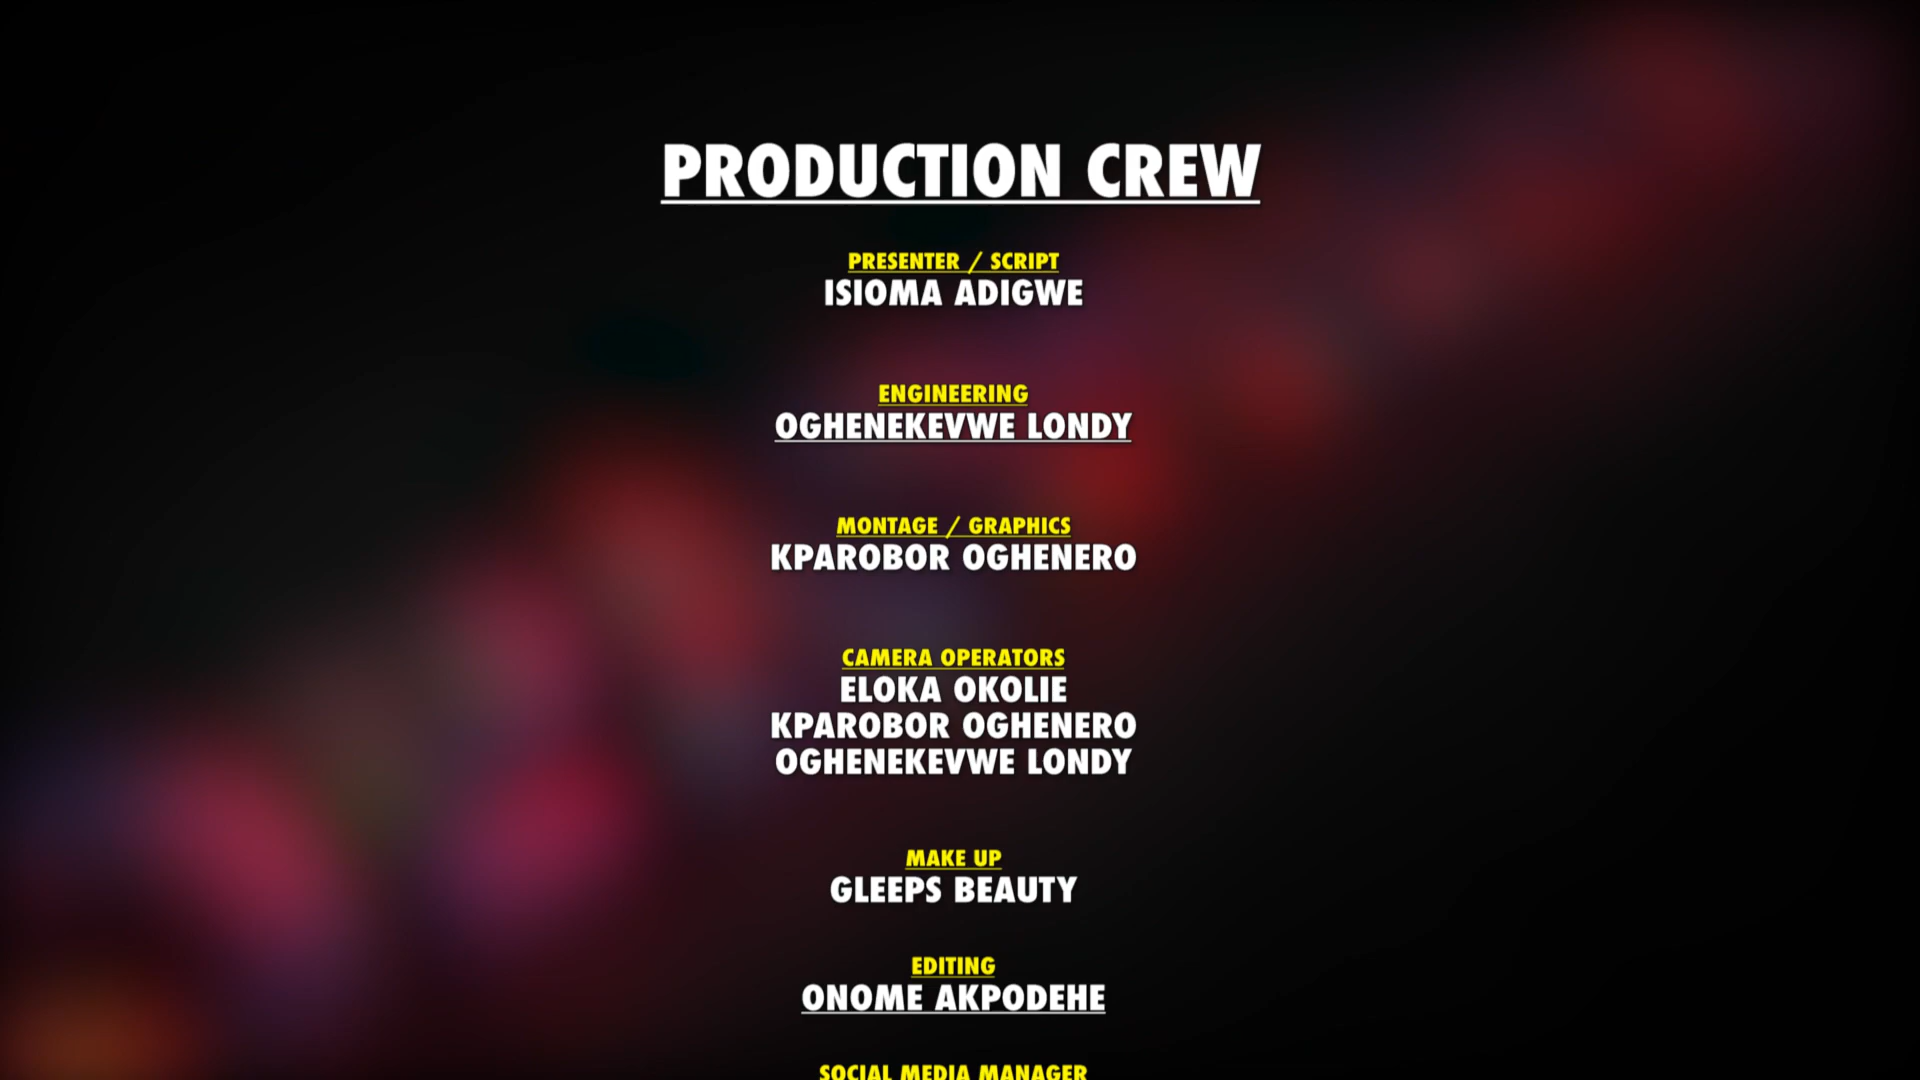 PRODUCTION CREW
PRESENTER / SCRIPT
ISIOMA ADIGWE
ENGINEERING
OGHENEKEVWE LONDY
MONTAGE / GRAPHICS
KPAROBOR OGHENERO
CAMERA OPERATORS
ELOKA OKOLIE
KPAROBOR OGHENERO
OGHENEKEVWE LONDY
MAKE UP
GLEEPS BEAUTY
EDITING
ONOME AKPODEHE
SOCIAL MEDIA MANAGER